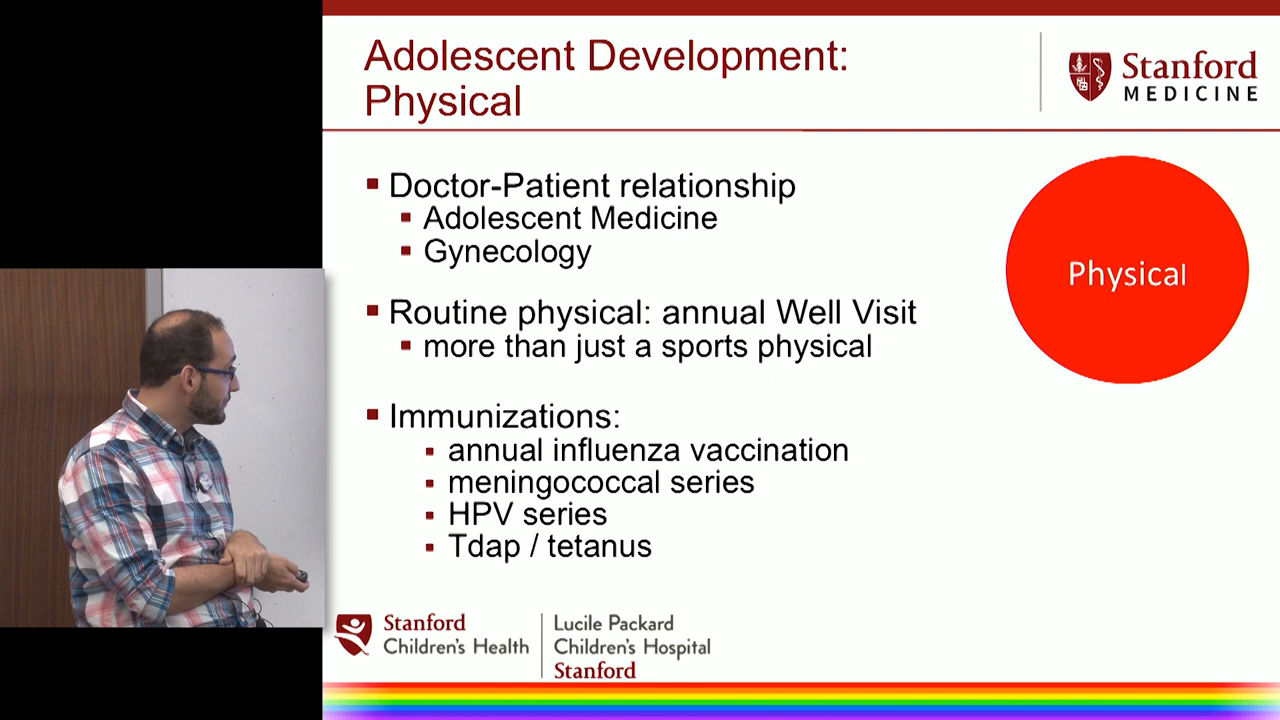 Adolescent Development:
Physical
Stanford
MEDICINE
Doctor-Patient relationship
Adolescent Medicine
Gynecology
Physical
Routine physical: annual Well Visit
more than just a sports physical
Immunizations:
annual influenza vaccination
meningococcal series
HPV series
Tdap / tetanus
Stanford
Children's Health
Lucile Packard
Children's Hospital
Stanford